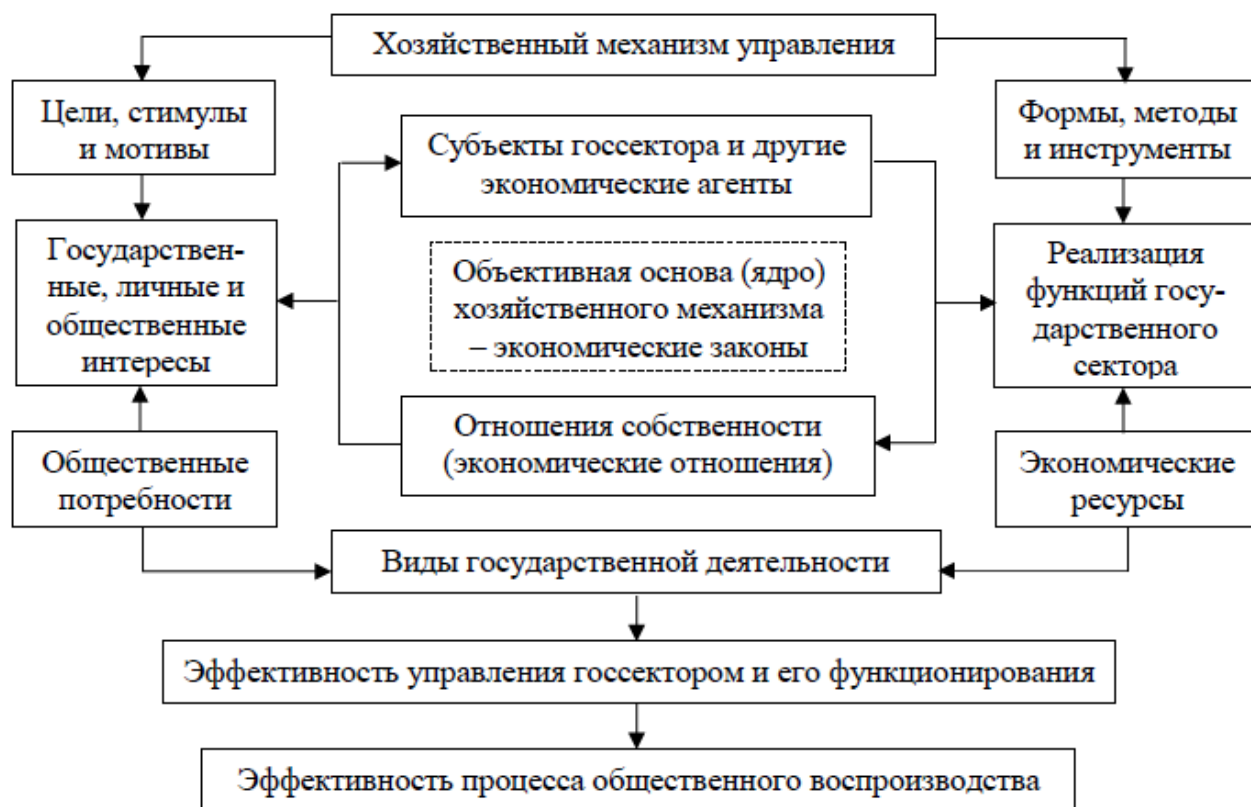 Хозяйственный механизм управления
Цели, стимулы
и мотивы
Формы, методы
и инструменты
Субъекты госсектора и другие
экономические агенты
Государствен-
ные, личные и
общественные
интересы
Объективная основа (ядро)
хозяйственного механизма
– экономические законы
Реализация
функций госу-
дарственного
сектора
Отношения собственности
(экономические отношения)
Общественные
потребности
Экономические
ресурсы
Виды государственной деятельности
Эффективность управления госсектором и его функционирования
Эффективность процесса общественного воспроизводства